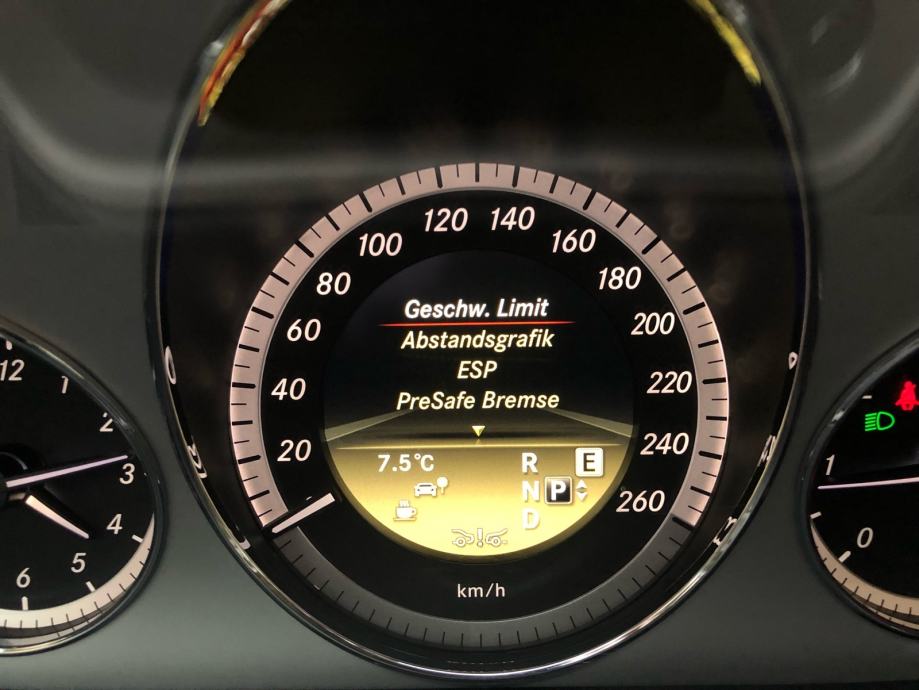 120 140
100 160
80 180
60 200
40 220
20 240
260
Geschw. Limit
Abstandsgrafik
ESP
PreSafe Bremse
7.5°C
R E
N P
D
km/h
12
1
2
3
4
5
6
1
0